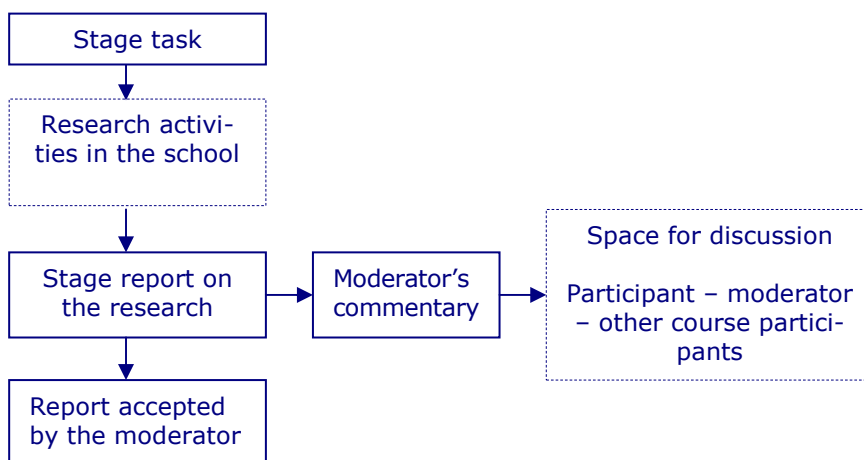 Stage task
Research activi-
ties in the school
Stage report on
the research
Moderator’s
commentary
Space for discussion
Participant – moderator
– other course partici-
pants
Report accepted
by the moderator